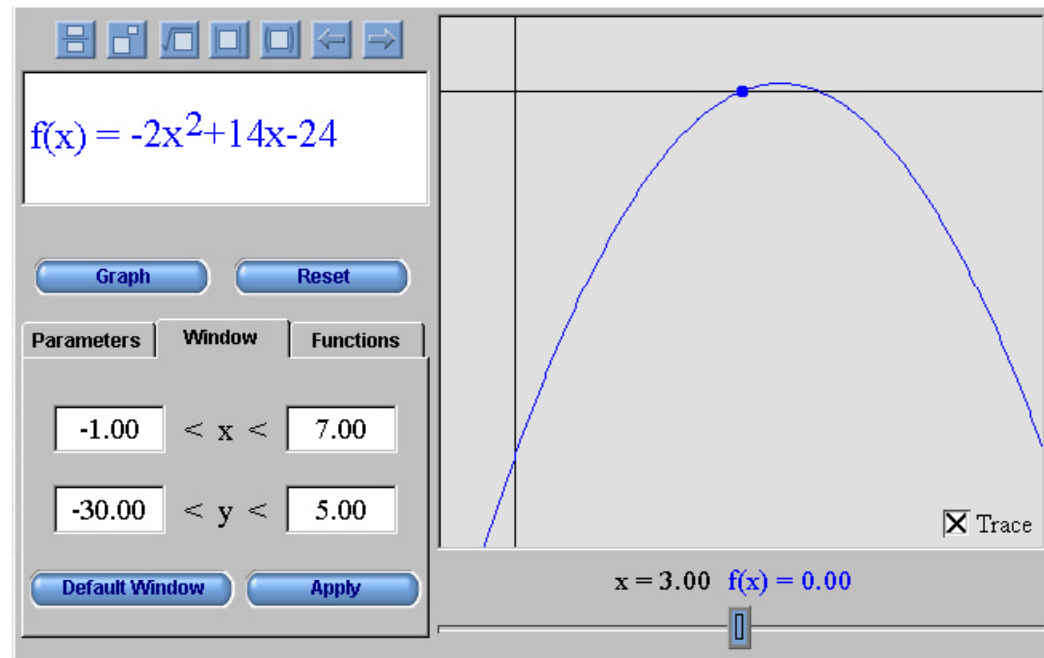 f(x) = -2x²+14x-24
Graph Reset
Parameters Window Functions
-1.00 < x < 7.00
-30.00 < y < 5.00
Default Window Apply
Trace
x = 3.00 f(x) = 0.00